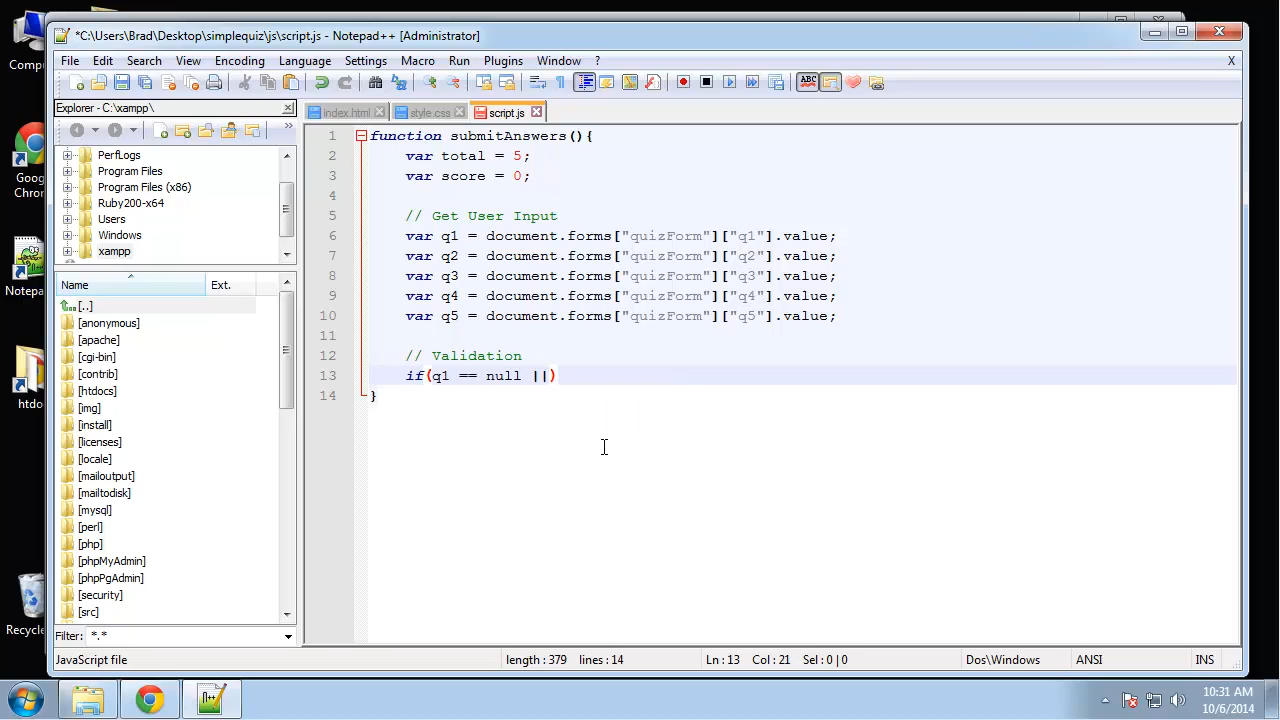 *C:\Users\Brad\Desktop\simplequiz\js\script.js - Notepad++ [Administrator]
File Edit Search View Encoding Language Settings Macro Run Plugins Window ? X
ABC
Explorer - C:\xampp\
index.html style.css script.js
PerfLogs
Program Files
Program Files (x86)
Ruby200-x64
Users
Windows
xampp
Name Ext.
[..]
[anonymous]
[apache]
[cgi-bin]
[contrib]
[htdocs]
[img]
[install]
[licenses]
[locale]
[mailoutput]
[mailtodisk]
[mysql]
[perl]
[php]
[phpMyAdmin]
[phpPgAdmin]
[security]
[src]
Filter: *.*
1 function submitAnswers(){
2 var total = 5;
3 var score = 0;
4
5 // Get User Input
6 var q1 = document.forms["quizForm"]["q1"].value;
7 var q2 = document.forms["quizForm"]["q2"].value;
8 var q3 = document.forms["quizForm"]["q3"].value;
9 var q4 = document.forms["quizForm"]["q4"].value;
10 var q5 = document.forms["quizForm"]["q5"].value;
11
12 // Validation
13 if(q1 == null ||)
14 }
JavaScript file length : 379 lines : 14 Ln : 13 Col : 21 Sel : 0 | 0 Dos\Windows ANSI INS
Comp
Goog
Chron
Notepa
htdo
Recycle
10:31 AM
10/6/2014